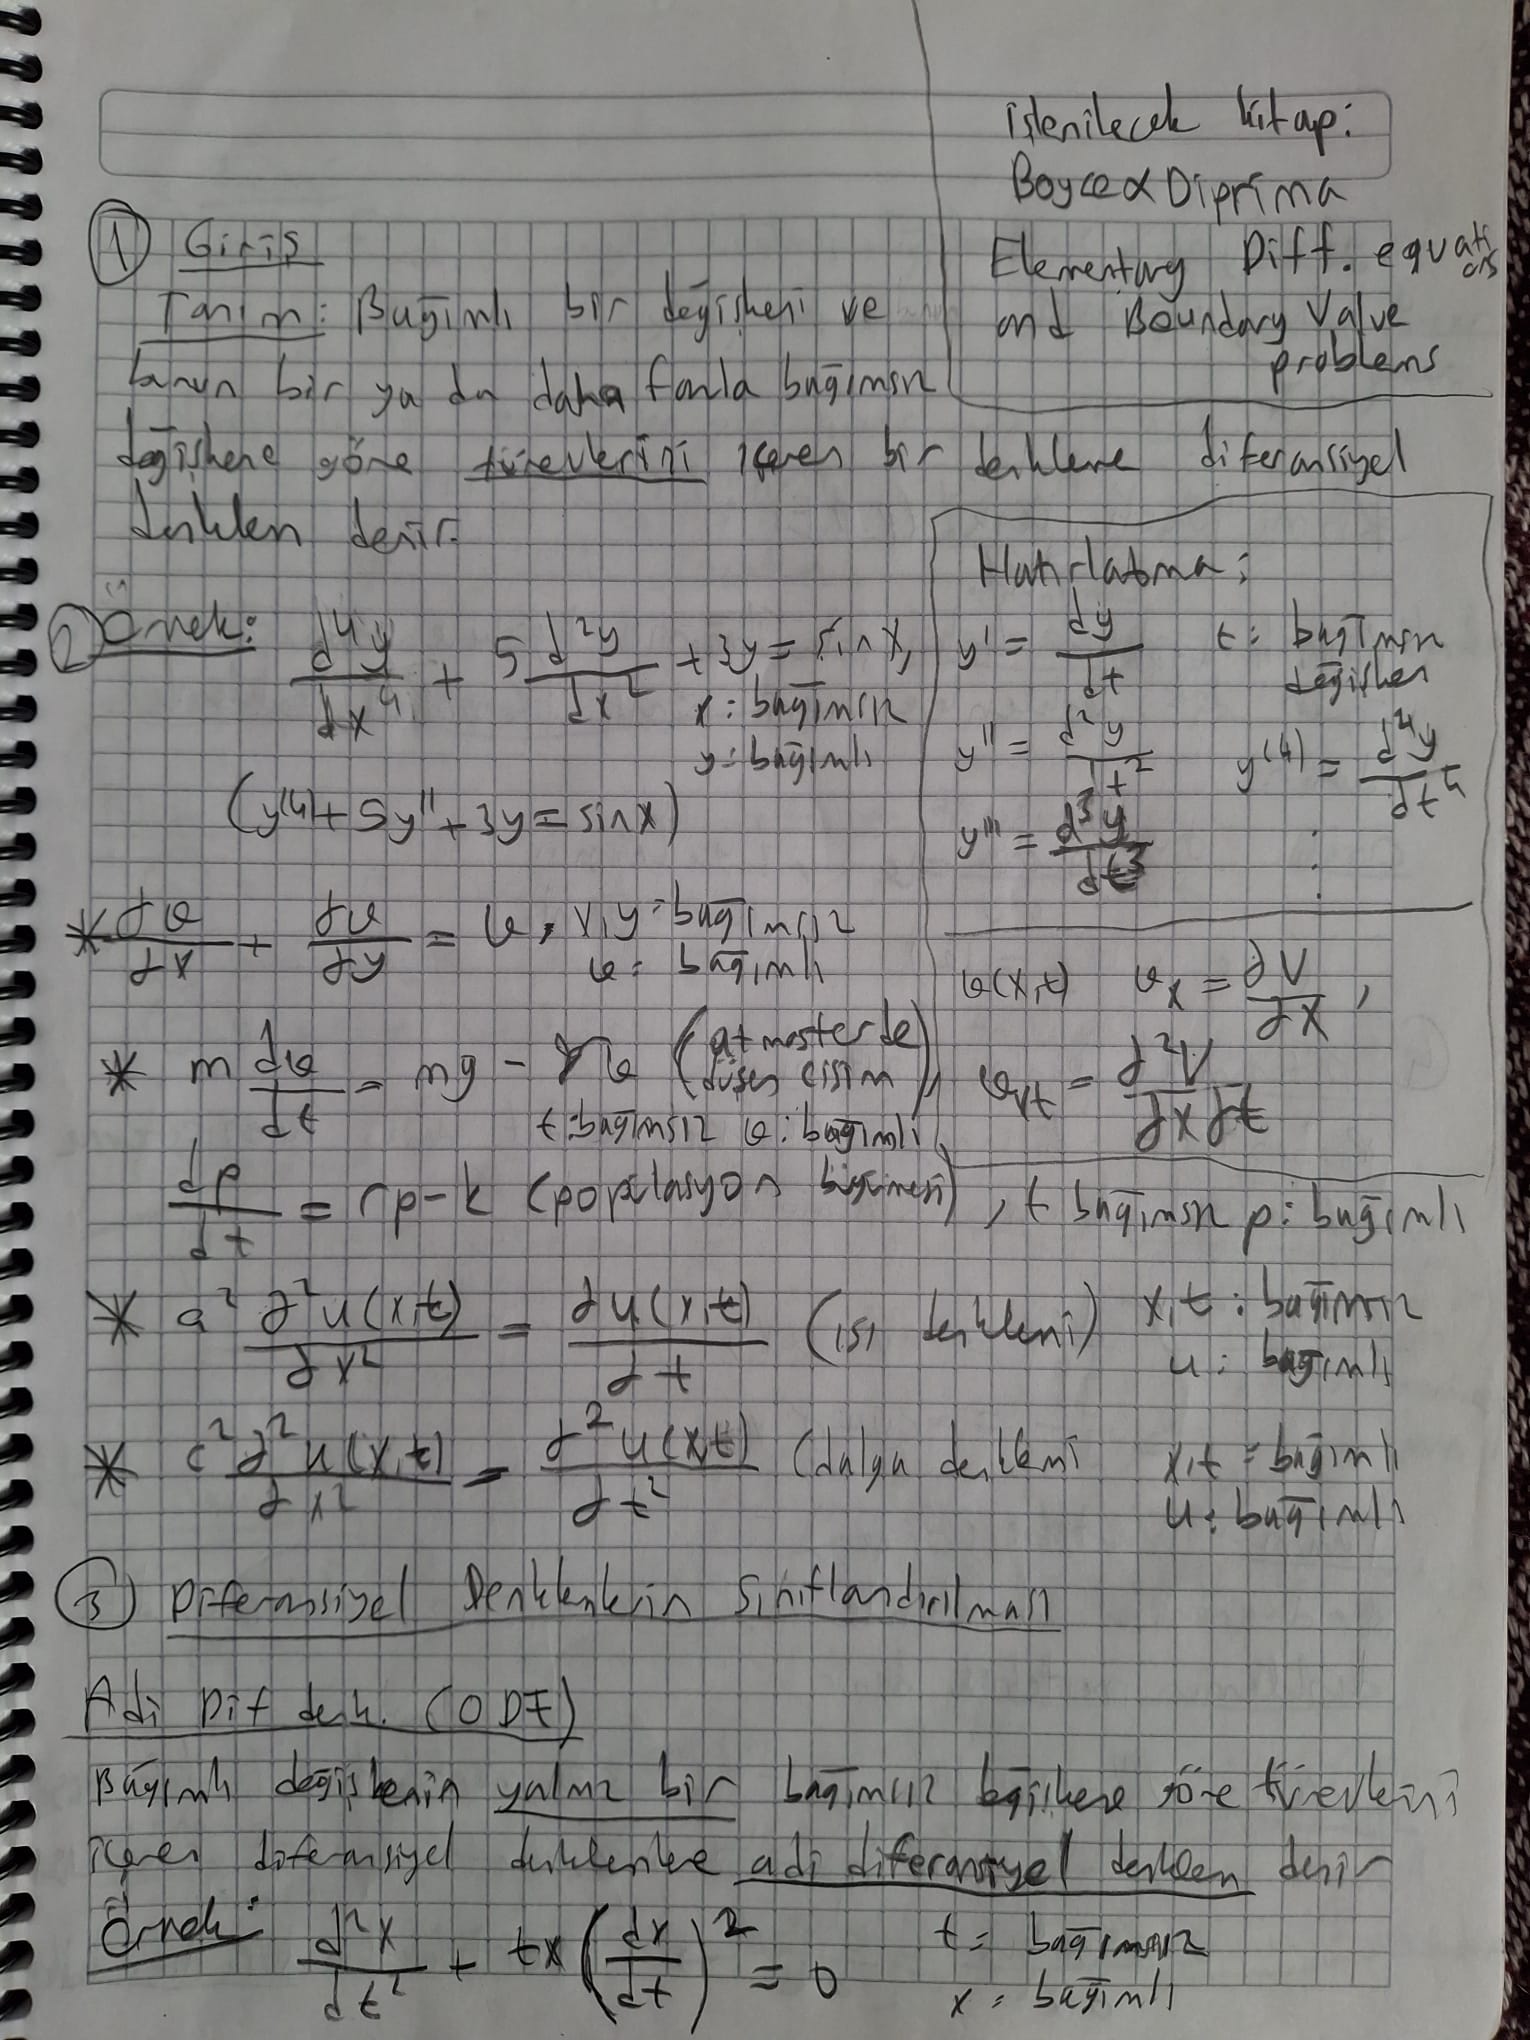 işlenilecek kitap:
Boyce & Diprima
Elementary Diff. equations
and Boundary Value
problems
① Giriş
Tanım: Bağımlı bir değişkeni ve
bunun bir ya da daha fazla bağımsız
değişkene göre türevlerini içeren bir denkleme diferansiyel
denklem denir.
Hatırlatma:
y' = dy/dt t: bağımsız
değişken
y'' = d²y/dt² y⁽⁴⁾ = d⁴y/dt⁴
y''' = d³y/dt³ ⋮
② Örnek: d⁴y/dx⁴ + 5 d²y/dx² + 3y = sinx,
x: bağımsız
y: bağımlı
(y⁽⁴⁾ + 5y'' + 3y = sinx)
* ∂v/∂x + ∂v/∂y = v, x,y = bağımsız
v = bağımlı
v(x,t) v_x = ∂V/∂x,
v_xt = ∂²V/∂x∂t
* m dv/dt = mg - γv (atmosferde
düşen cisim),
t: bağımsız v: bağımlı
dp/dt = rp - k (popülasyon büyümesi), t bağımsız p: bağımlı
* a² ∂²u(x,t)/∂x² = ∂u(x,t)/∂t (ısı denklemi) x,t: bağımsız
u: bağımlı
* c² ∂²u(x,t)/∂x² = ∂²u(x,t)/∂t² (dalga denklemi x,t = bağımlı
u: bağımlı
③ Diferansiyel Denklemlerin Sınıflandırılması
Adi Dif denk. (ODE)
Bağımlı değişkenin yalnız bir bağımsız bğişkene göre türevlerini
içeren diferansiyel denklemlere adi diferansiyel denklem denir
Örnek: d²x/dt² + tx (dx/dt)² = 0 t = bağımsız
x = bağımlı